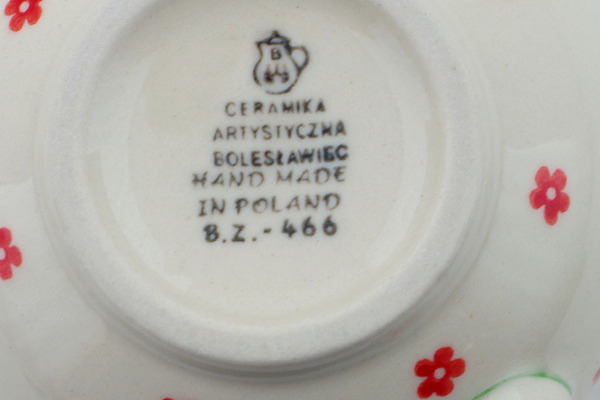 B
CERAMIKA
ARTYSTYCZNA
BOLESŁAWIEC
HAND MADE
IN POLAND
B.Z.-466